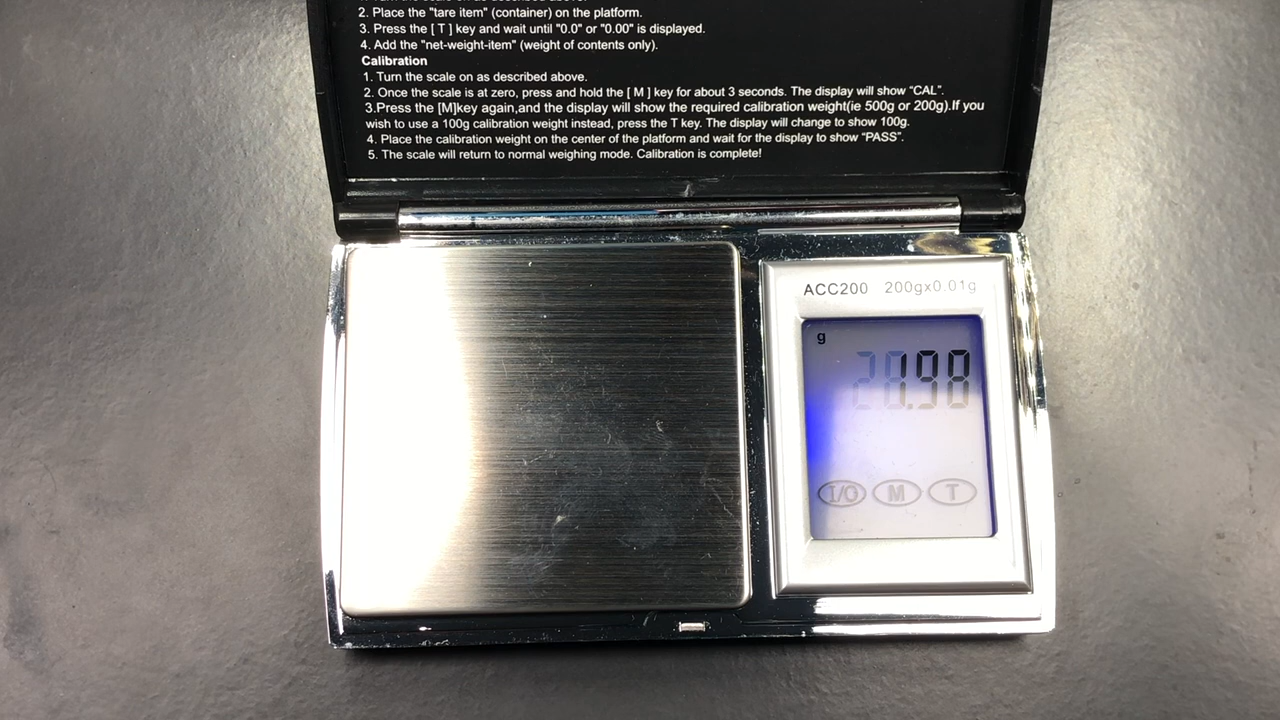 2. Place the "tare item" (container) on the platform.
3. Press the [ T ] key and wait until "0.0" or "0.00" is displayed.
4. Add the "net-weight-item" (weight of contents only).
Calibration
1. Turn the scale on as described above.
2. Once the scale is at zero, press and hold the [ M ] key for about 3 seconds. The display will show “CAL”.
3.Press the [M]key again,and the display will show the required calibration weight(ie 500g or 200g).If you
wish to use a 100g calibration weight instead, press the T key. The display will change to 100g.
4. Place the calibration weight on the center of the platform and wait for the display to show “PASS”.
5. The scale will return to normal weighing mode. Calibration is complete!
ACC200 200gx0.01g
g
I/O M T